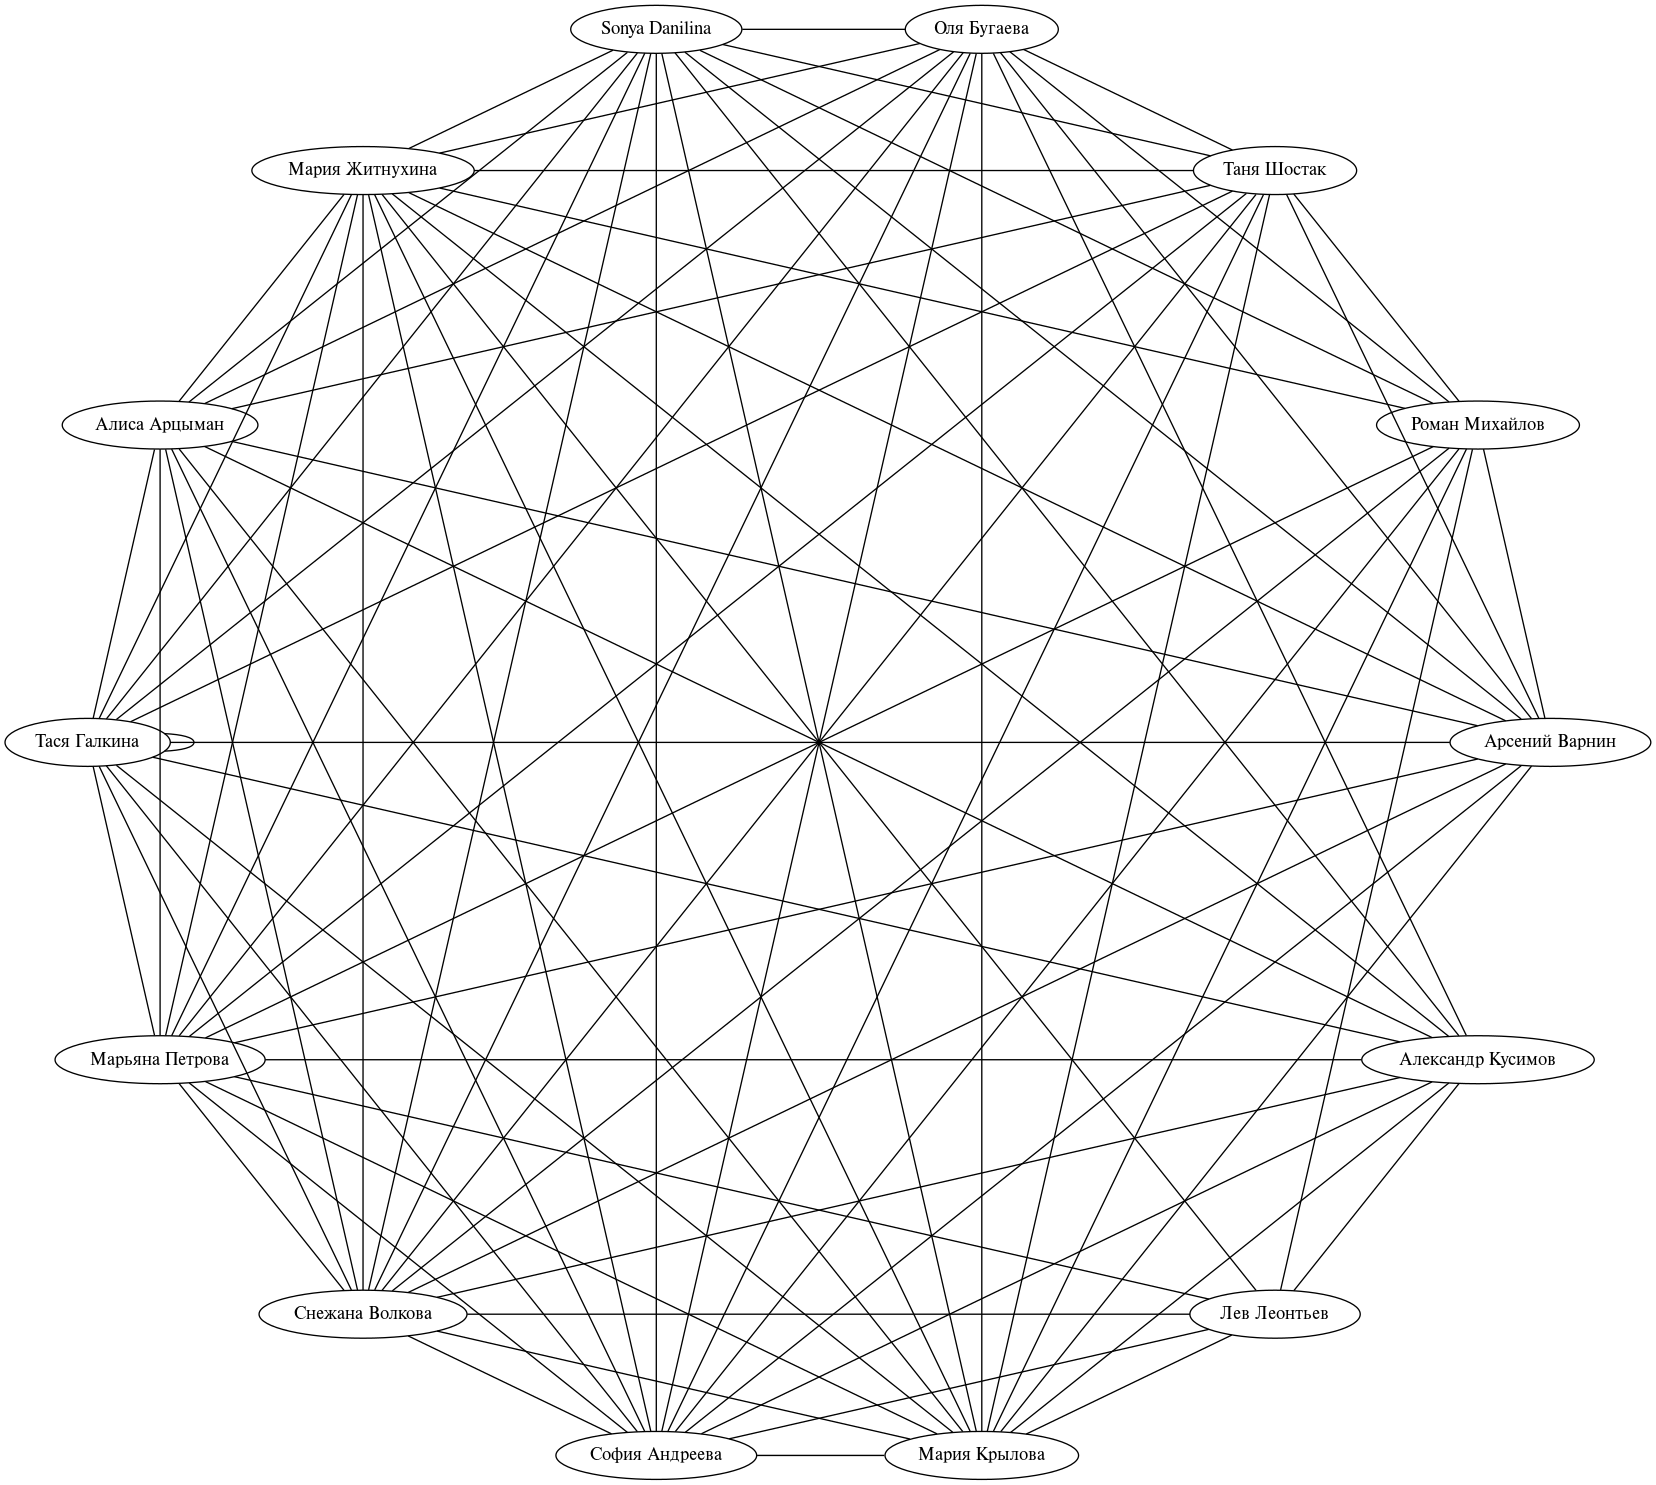 Sonya Danilina
Оля Бугаева
Мария Житнухина
Таня Шостак
Алиса Арцыман
Роман Михайлов
Тася Галкина
Арсений Варнин
Марьяна Петрова
Александр Кусимов
Снежана Волкова
Лев Леонтьев
София Андреева
Мария Крылова